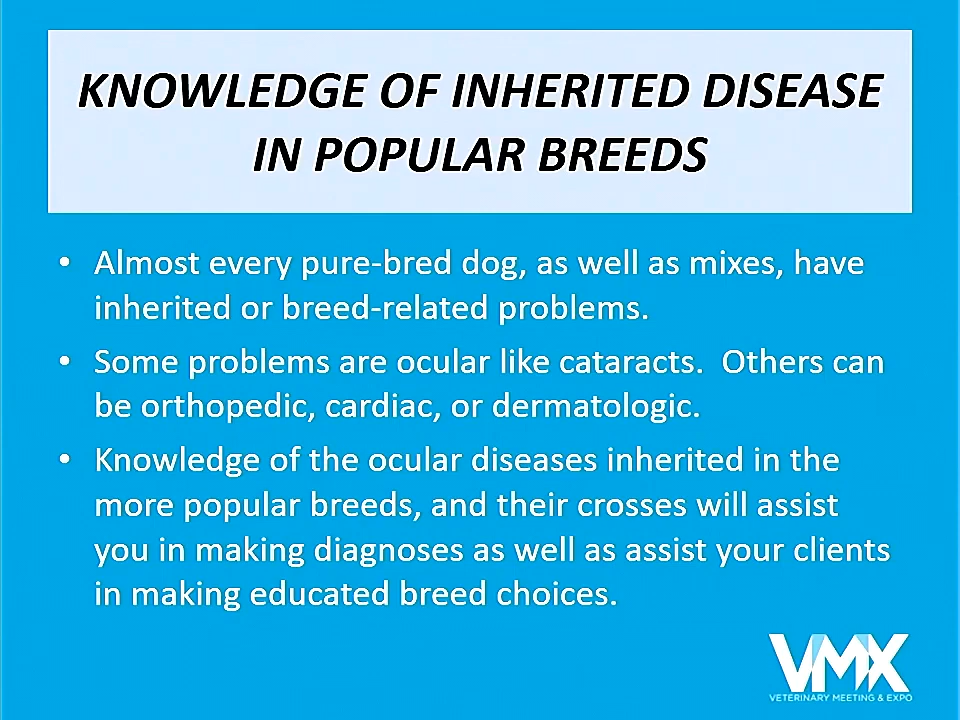 KNOWLEDGE OF INHERITED DISEASE
IN POPULAR BREEDS
• Almost every pure-bred dog, as well as mixes, have
inherited or breed-related problems.
• Some problems are ocular like cataracts.  Others can
be orthopedic, cardiac, or dermatologic.
• Knowledge of the ocular diseases inherited in the
more popular breeds, and their crosses will assist
you in making diagnoses as well as assist your clients
in making educated breed choices.
VMX
VETERINARY MEETING & EXPO